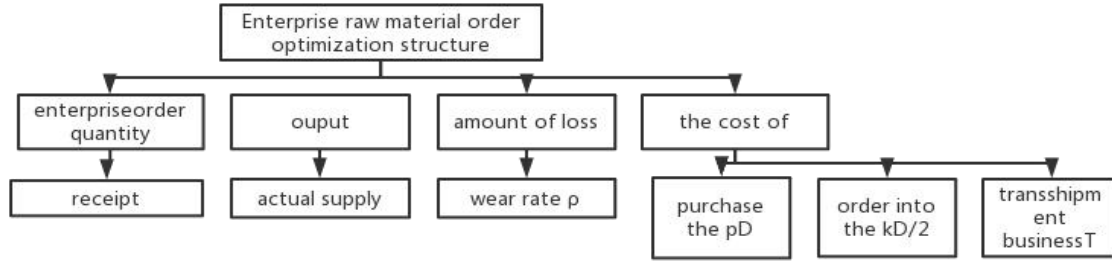 Enterprise raw material order
optimization structure
enterpriseorder
quantity
ouput
amount of loss
the cost of
receipt
actual supply
wear rate ρ
purchase
the pD
order into
the kD/2
transshipm
ent
businessT